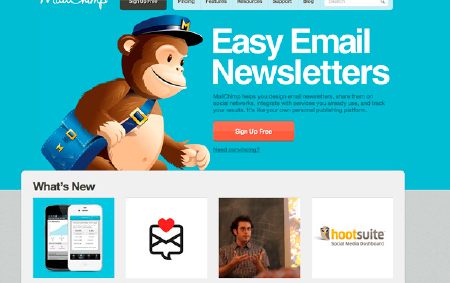 MailChimp
Sign Up Free
Pricing
Features
Resources
Support
Blog
Search
M
Easy Email
Newsletters
MailChimp helps you design email newsletters, share them on
social networks, integrate with services you already use, and track
your results. It's like your own personal publishing platform.
Sign Up Free
Need convincing?
What's New
hootsuite
Social Media Dashboard